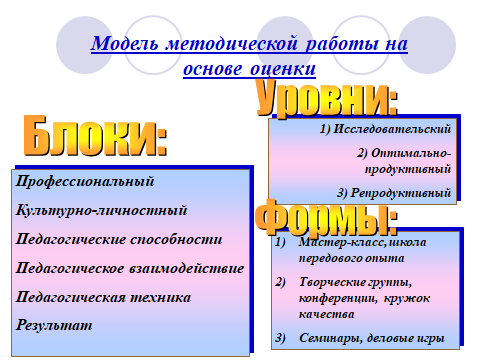 Модель методической работы на
основе оценки
Блоки:
Профессиональный
Культурно-личностный
Педагогические способности
Педагогическое взаимодействие
Педагогическая техника
Результат
Уровни:
1) Исследовательский
2) Оптимально-
продуктивный
3) Репродуктивный
Формы:
1) Мастер-класс, школа
передового опыта
2) Творческие группы,
конференции, кружок
качества
3) Семинары, деловые игры